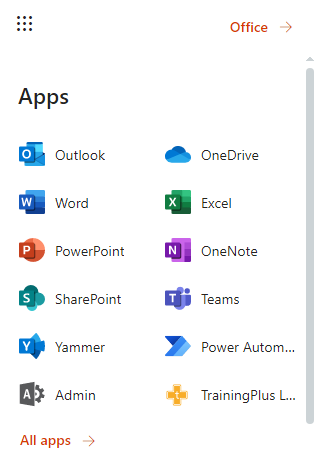 Office
Apps
Outlook OneDrive
Word Excel
PowerPoint OneNote
SharePoint Teams
Yammer Power Autom...
Admin TrainingPlus L...
All apps